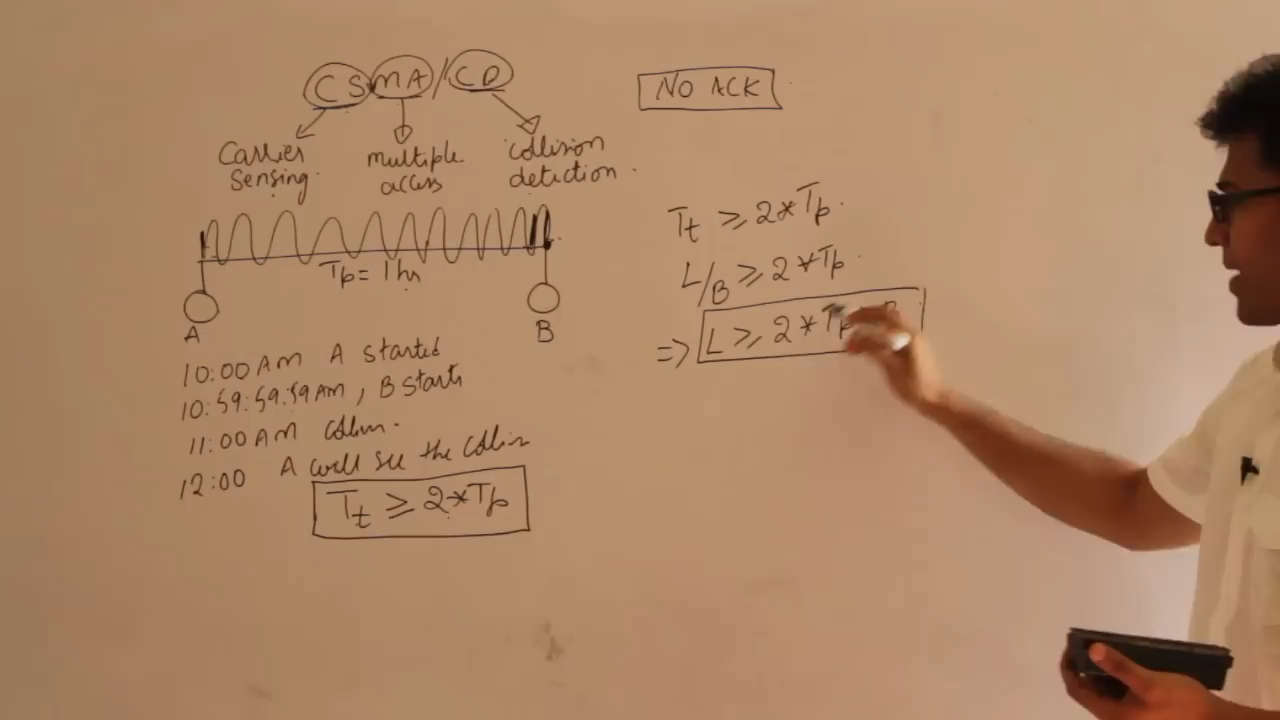 CSMA/CD
NO ACK
Carrier Sensing.
multiple access
collision detection.
Tp = 1 hr
A
B
10:00 AM A started
10:59:59:59 AM, B starts
11:00 AM
12:00 A will see the
Tt ≥ 2*Tp
Tt ≥ 2*Tp.
L/B ≥ 2*Tp.
=> L ≥ 2*Tp